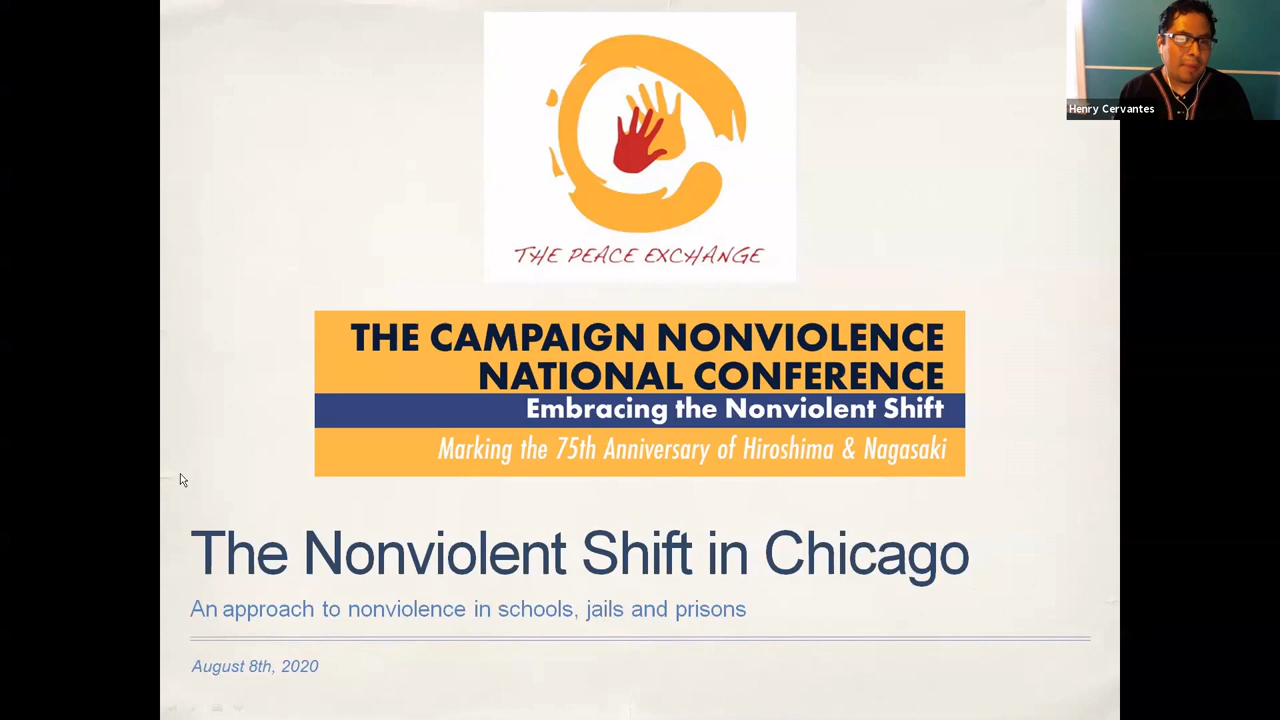 Henry Cervantes
THE PEACE EXCHANGE
THE CAMPAIGN NONVIOLENCE
NATIONAL CONFERENCE
Embracing the Nonviolent Shift
Marking the 75th Anniversary of Hiroshima & Nagasaki
The Nonviolent Shift in Chicago
An approach to nonviolence in schools, jails and prisons
August 8th, 2020